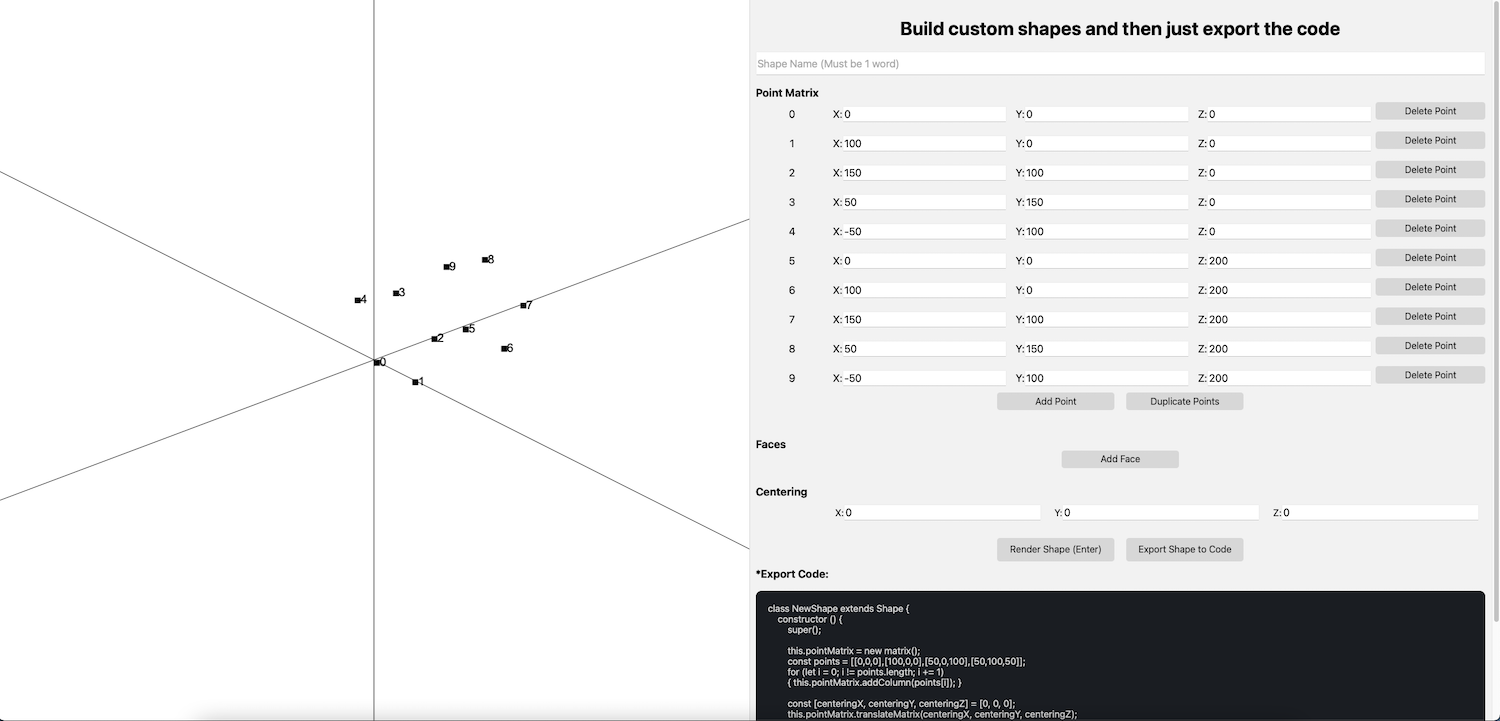 Build custom shapes and then just export the code
Shape Name (Must be 1 word)
Point Matrix
0 X: 0 Y: 0 Z: 0 Delete Point
1 X: 100 Y: 0 Z: 0 Delete Point
2 X: 150 Y: 100 Z: 0 Delete Point
3 X: 50 Y: 150 Z: 0 Delete Point
4 X: -50 Y: 100 Z: 0 Delete Point
5 X: 0 Y: 0 Z: 200 Delete Point
6 X: 100 Y: 0 Z: 200 Delete Point
7 X: 150 Y: 100 Z: 200 Delete Point
8 X: 50 Y: 150 Z: 200 Delete Point
9 X: -50 Y: 100 Z: 200 Delete Point
Add Point Duplicate Points
Faces
Add Face
Centering
X: 0 Y: 0 Z: 0
Render Shape (Enter) Export Shape to Code
*Export Code:
class NewShape extends Shape {
constructor () {
super();
this.pointMatrix = new matrix();
const points = [[0,0,0],[100,0,0],[50,0,100],[50,100,50]];
for (let i = 0; i != points.length; i += 1)
{ this.pointMatrix.addColumn(points[i]); }
const [centeringX, centeringY, centeringZ] = [0, 0, 0];
this.pointMatrix.translateMatrix(centeringX, centeringY, centeringZ);
8
9
3
4
7
5
2
6
0
1